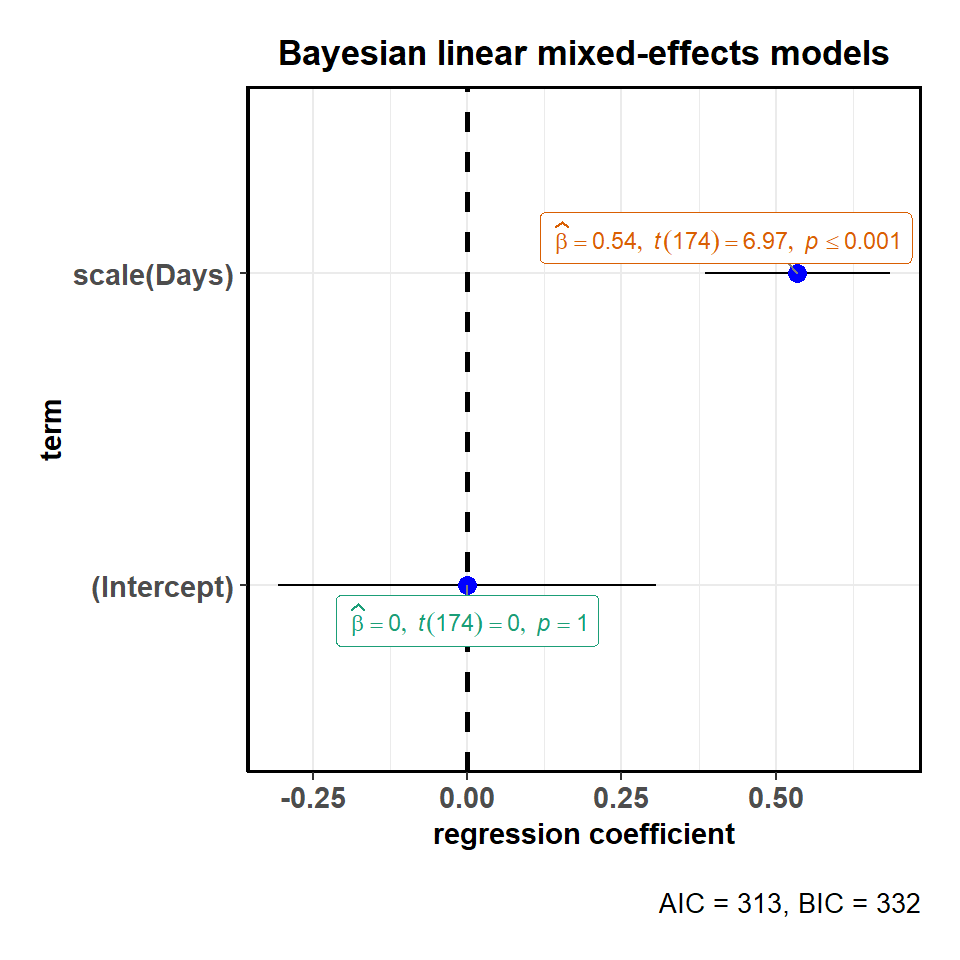 Bayesian linear mixed-effects models
β̂ = 0.54, t(174) = 6.97, p ≤ 0.001
scale(Days)
term
(Intercept)
β̂ = 0, t(174) = 0, p = 1
-0.25 0.00 0.25 0.50
regression coefficient
AIC = 313, BIC = 332